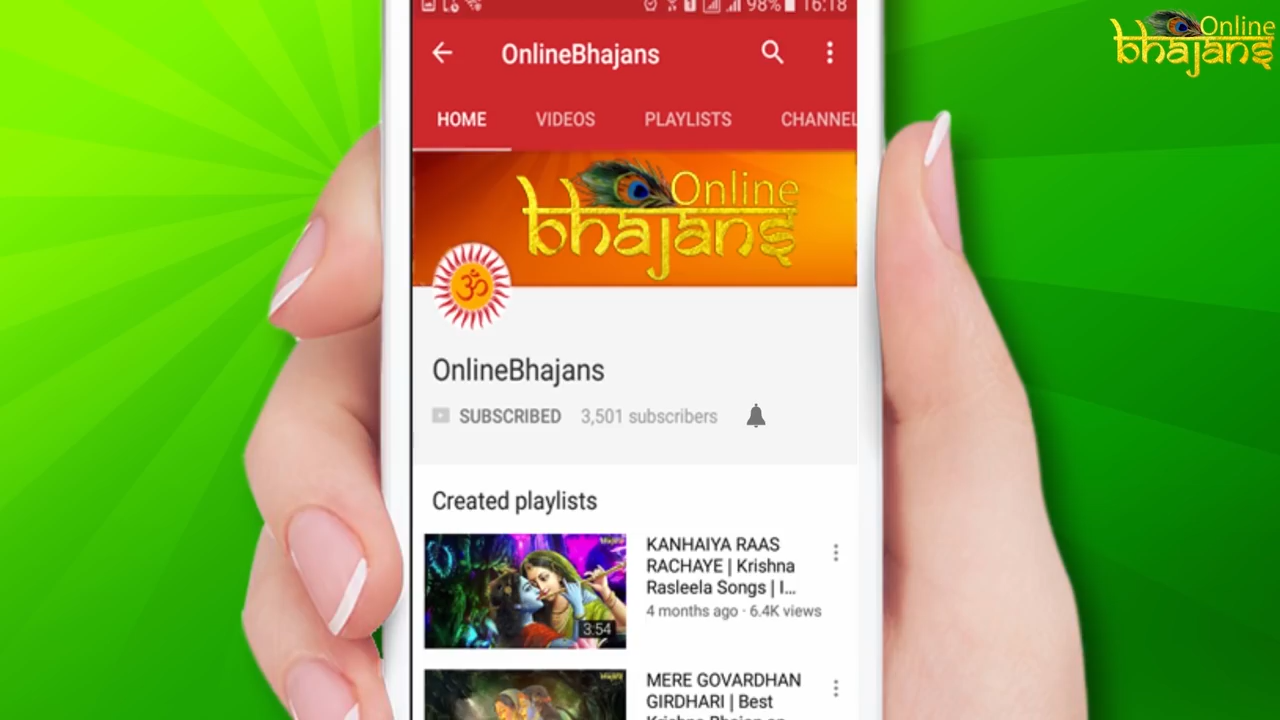 98% 16:18
Online
bhajans
OnlineBhajans
HOME VIDEOS PLAYLISTS CHANNEL
Online
bhajans
ॐ
OnlineBhajans
SUBSCRIBED 3,501 subscribers
Created playlists
KANHAIYA RAAS
RACHAYE | Krishna
Rasleela Songs | I...
4 months ago · 6.4K views
3:54
MERE GOVARDHAN
GIRDHARI | Best